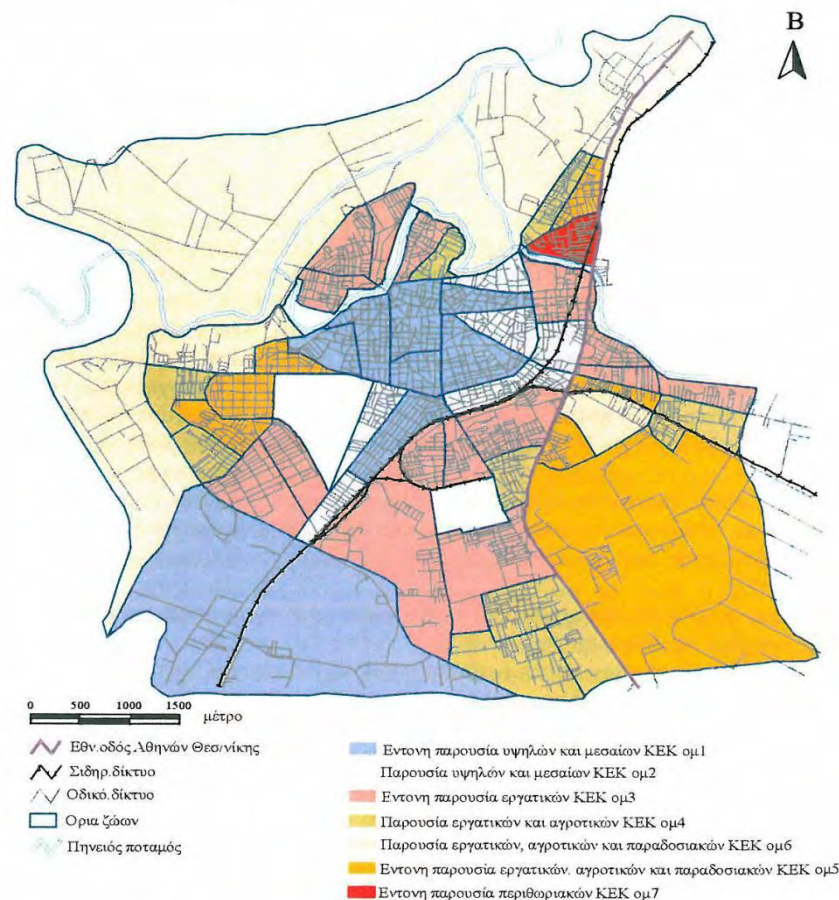 Β
0 500 1000 1500 μέτρο
Εθν.οδός Αθηνών Θεσ/νίκης
Σιδηρ.δίκτυο
Οδικό.δίκτυο
Ορια ζώων
Πηνειός ποταμός
Εντονη παρουσία υψηλών και μεσαίων ΚΕΚ ομ1
Παρουσία υψηλών και μεσαίων ΚΕΚ ομ2
Εντονη παρουσία εργατικών ΚΕΚ ομ3
Παρουσία εργατικών και αγροτικών ΚΕΚ ομ4
Παρουσία εργατικών, αγροτικών και παραδοσιακών ΚΕΚ ομ6
Εντονη παρουσία εργατικών. αγροτικών και παραδοσιακών ΚΕΚ ομ5
Εντονη παρουσία περιθωριακών ΚΕΚ ομ7